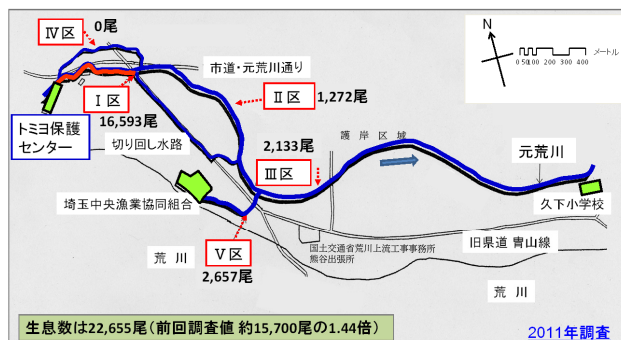 Ⅳ区
0尾
N
0 50 100 200 300 400
メートル
市道・元荒川通り
Ⅱ区
1,272尾
Ⅰ区
16,593尾
トミヨ保護
センター
切り回し水路
2,133尾
護岸区域
Ⅲ区
元荒川
埼玉中央漁業協同組合
久下小学校
Ⅴ区
2,657尾
国土交通省荒川上流工事事務所
熊谷出張所
旧県道 冑山線
荒川
荒川
生息数は22,655尾(前回調査値 約15,700尾の1.44倍)
2011年調査